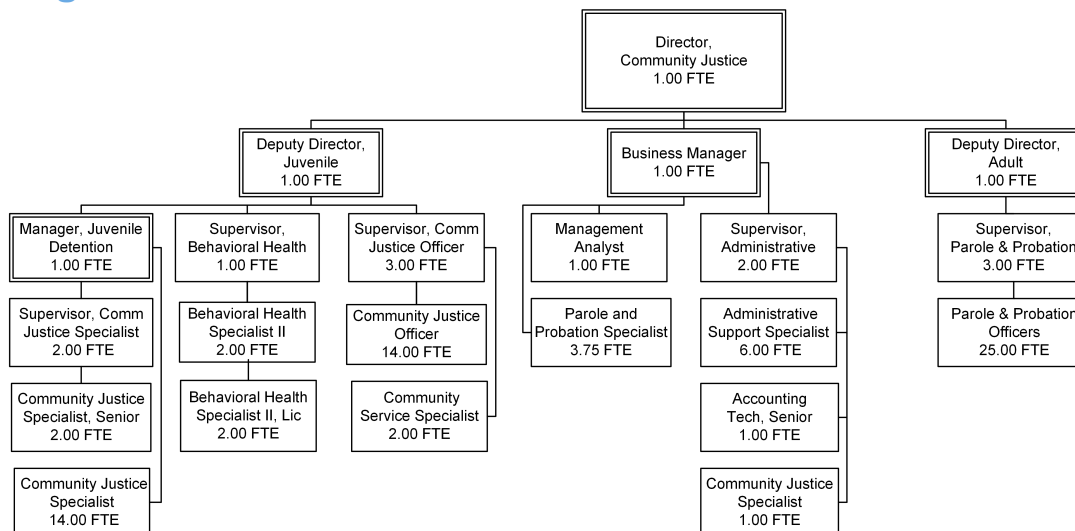 Director,
Community Justice
1.00 FTE
Deputy Director,
Juvenile
1.00 FTE
Business Manager
1.00 FTE
Deputy Director,
Adult
1.00 FTE
Manager, Juvenile
Detention
1.00 FTE
Supervisor,
Behavioral Health
1.00 FTE
Supervisor, Comm
Justice Officer
3.00 FTE
Management
Analyst
1.00 FTE
Supervisor,
Administrative
2.00 FTE
Supervisor,
Parole & Probation
3.00 FTE
Supervisor, Comm
Justice Specialist
2.00 FTE
Behavioral Health
Specialist II
2.00 FTE
Community Justice
Officer
14.00 FTE
Parole and
Probation Specialist
3.75 FTE
Administrative
Support Specialist
6.00 FTE
Parole & Probation
Officers
25.00 FTE
Community Justice
Specialist, Senior
2.00 FTE
Behavioral Health
Specialist II, Lic
2.00 FTE
Community
Service Specialist
2.00 FTE
Accounting
Tech, Senior
1.00 FTE
Community Justice
Specialist
14.00 FTE
Community Justice
Specialist
1.00 FTE